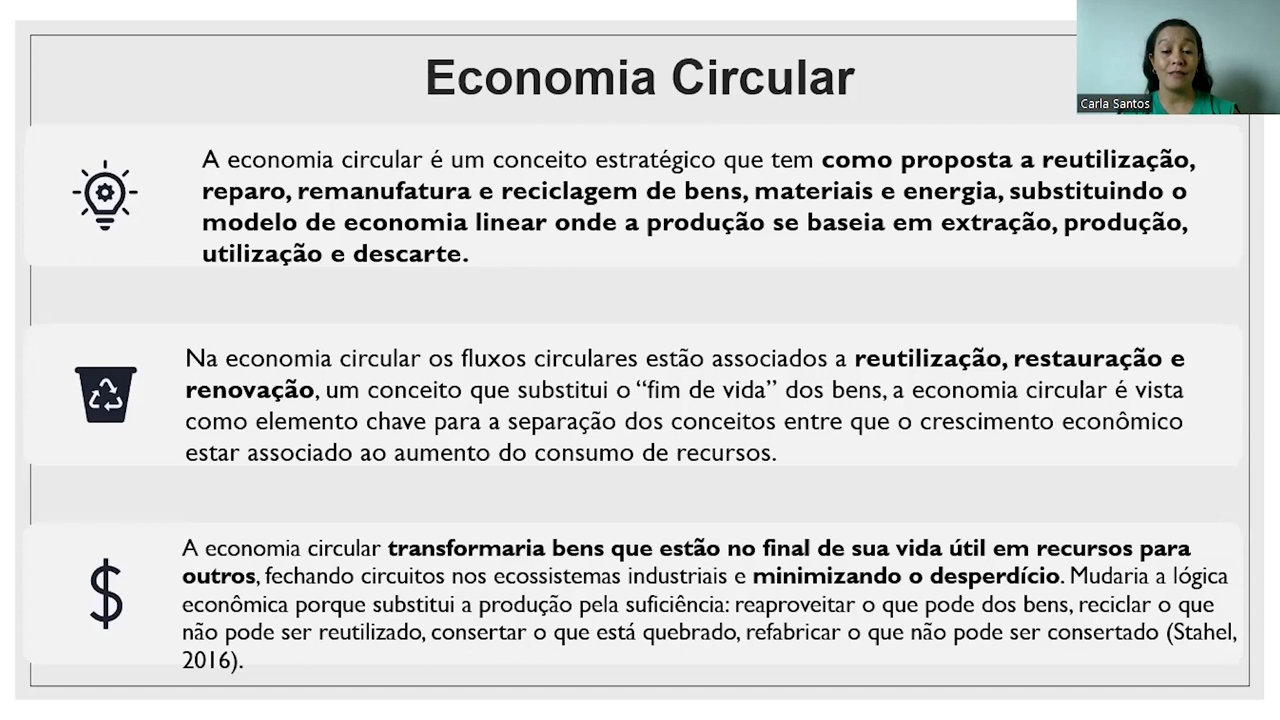 Economia Circular
Carla Santos
A economia circular é um conceito estratégico que tem como proposta a reutilização,
reparo, remanufatura e reciclagem de bens, materiais e energia, substituindo o
modelo de economia linear onde a produção se baseia em extração, produção,
utilização e descarte.
Na economia circular os fluxos circulares estão associados a reutilização, restauração e
renovação, um conceito que substitui o “fim de vida” dos bens, a economia circular é vista
como elemento chave para a separação dos conceitos entre que o crescimento econômico
estar associado ao aumento do consumo de recursos.
A economia circular transformaria bens que estão no final de sua vida útil em recursos para
outros, fechando circuitos nos ecossistemas industriais e minimizando o desperdício. Mudaria a lógica
econômica porque substitui a produção pela suficiência: reaproveitar o que pode dos bens, reciclar o que
não pode ser reutilizado, consertar o que está quebrado, refabricar o que não pode ser consertado (Stahel,
2016).